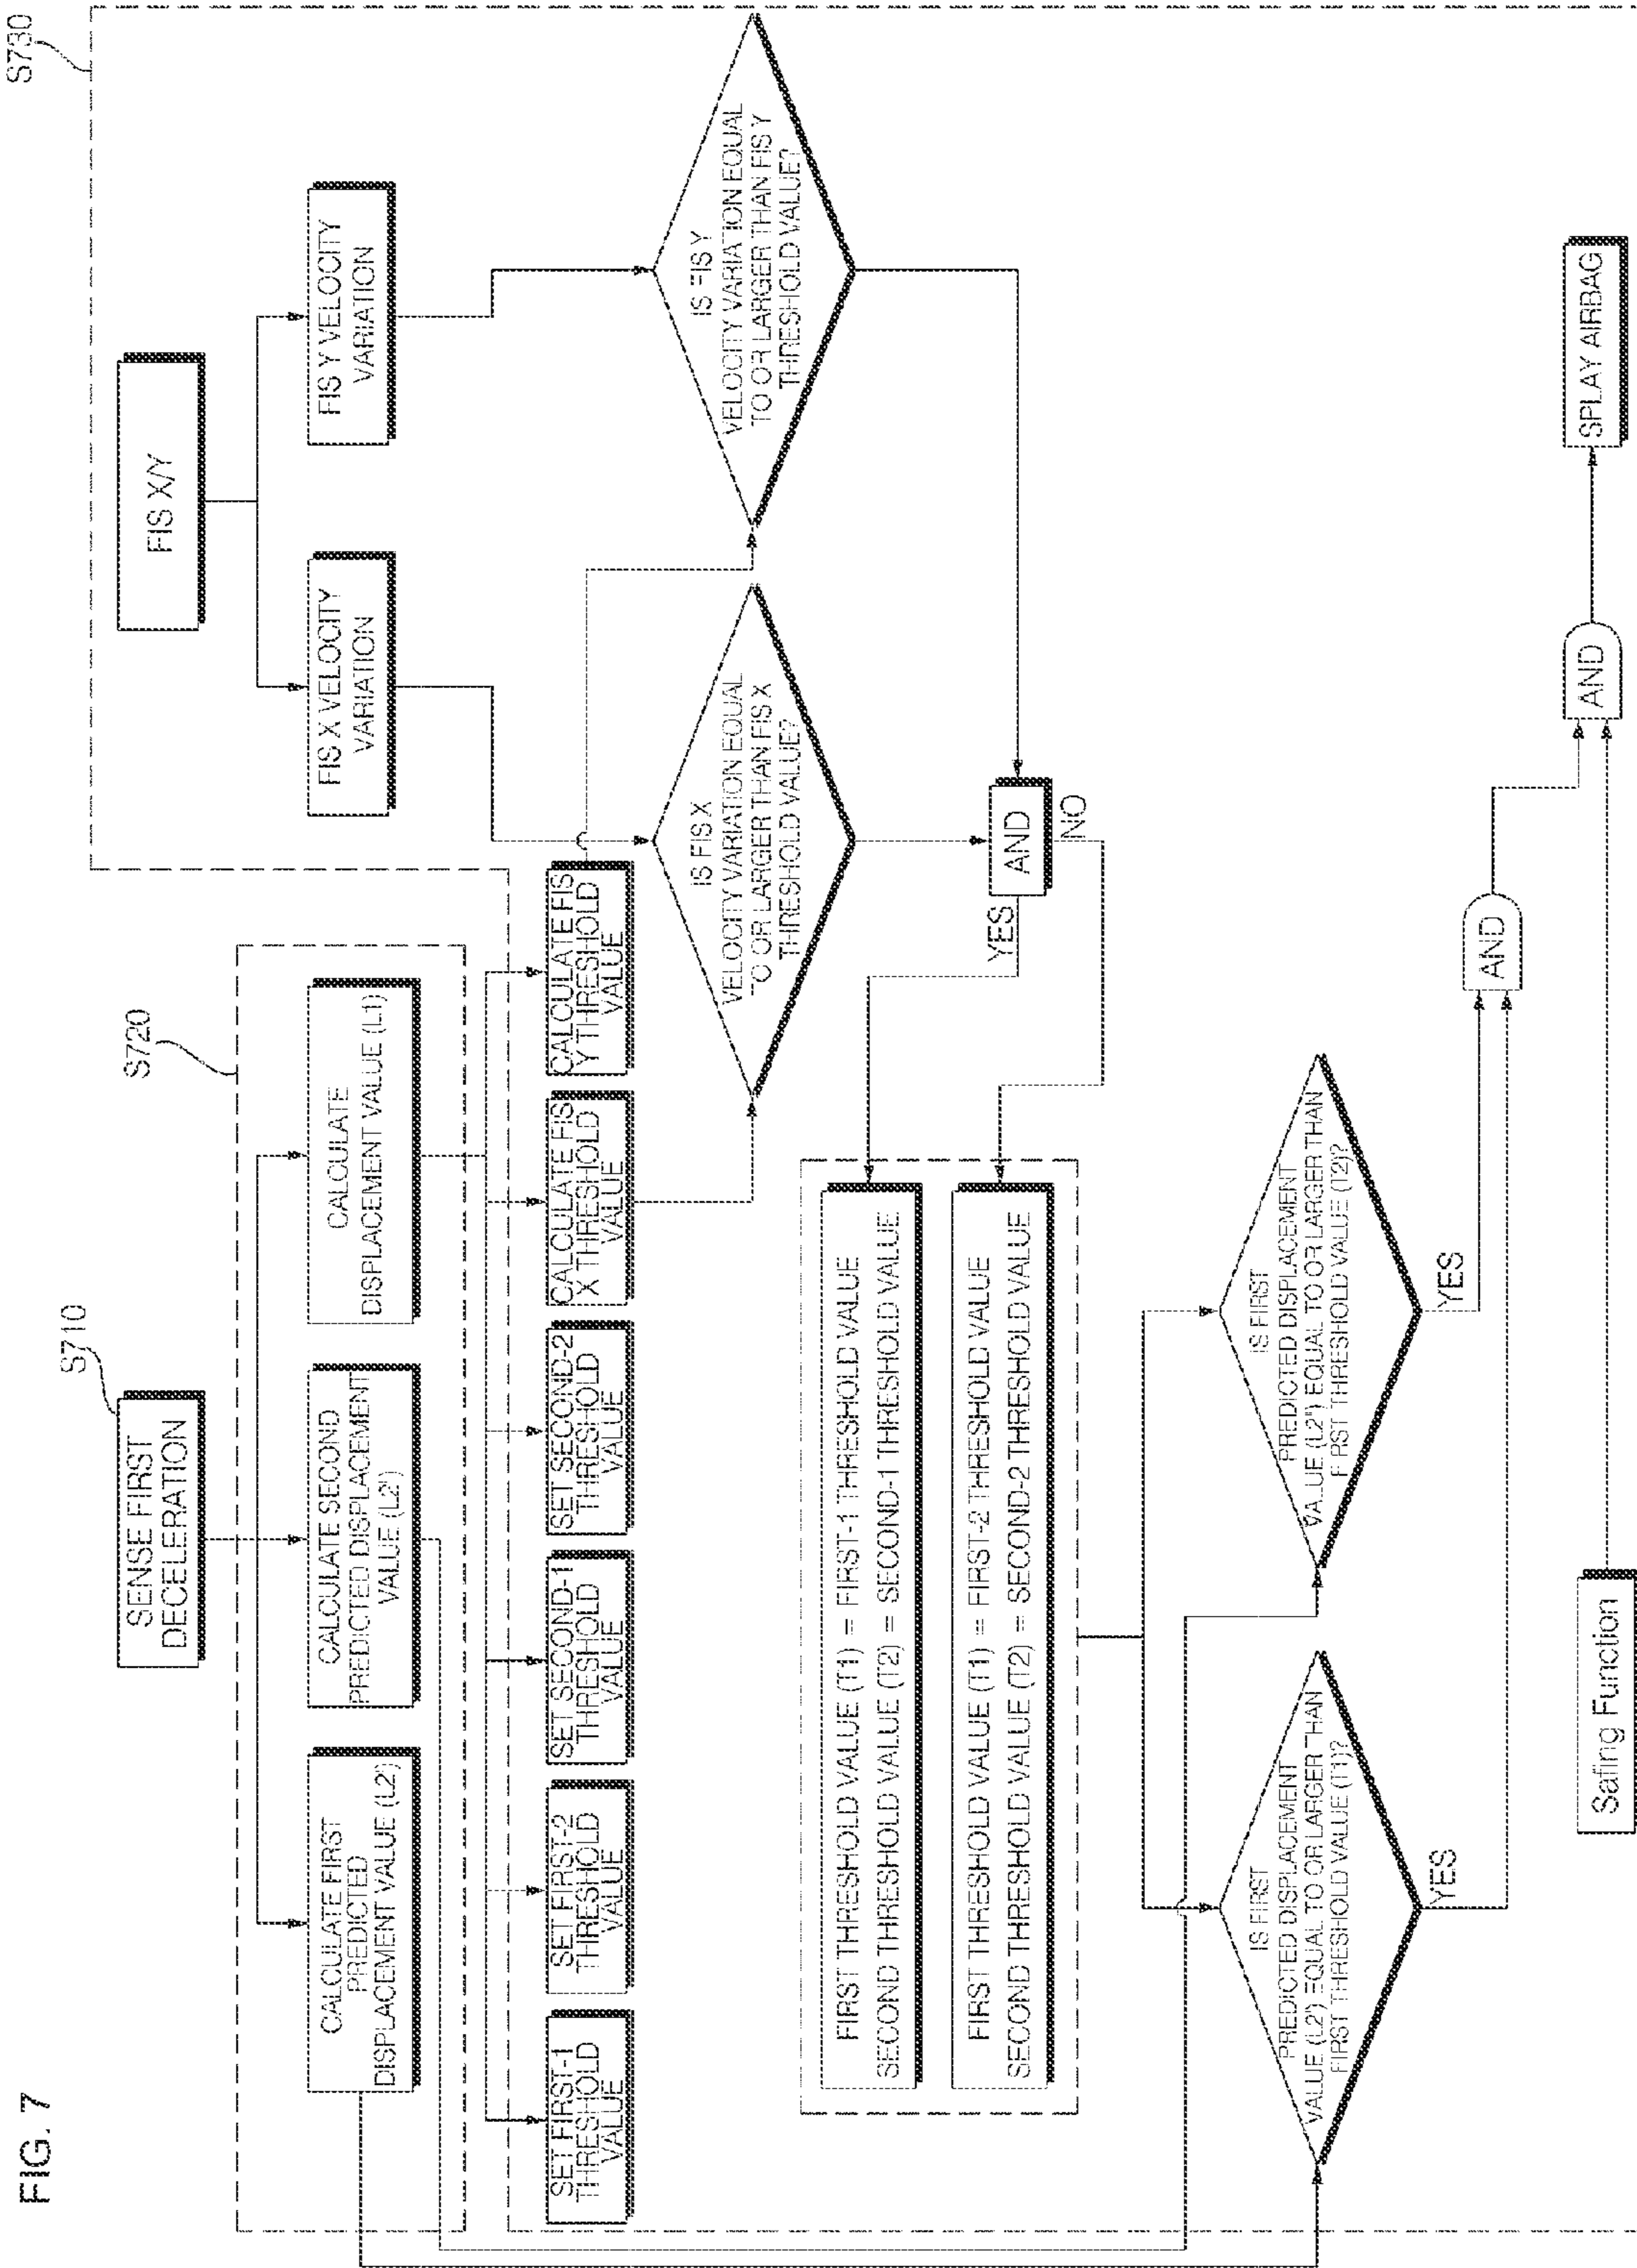 FIG. 7
S710
SENSE FIRST
DECELERATION
S720
CALCULATE FIRST
PREDICTED
DISPLACEMENT VALUE (L2')
CALCULATE SECOND
PREDICTED DISPLACEMENT
VALUE (L2")
CALCULATE
DISPLACEMENT VALUE (L1)
S730
FIS X/Y
FIS X VELOCITY
VARIATION
FIS Y VELOCITY
VARIATION
SET FIRST-1
THRESHOLD
VALUE
SET FIRST-2
THRESHOLD
VALUE
SET SECOND-1
THRESHOLD
VALUE
SET SECOND-2
THRESHOLD
VALUE
CALCULATE FIS
X THRESHOLD
VALUE
CALCULATE FIS
Y THRESHOLD
VALUE
IS FIS X
VELOCITY VARIATION EQUAL
TO OR LARGER THAN FIS X
THRESHOLD VALUE?
IS FIS Y
VELOCITY VARIATION EQUAL
TO OR LARGER THAN FIS Y
THRESHOLD VALUE?
YES
AND
NO
FIRST THRESHOLD VALUE (T1) = FIRST-1 THRESHOLD VALUE
SECOND THRESHOLD VALUE (T2) = SECOND-1 THRESHOLD VALUE
FIRST THRESHOLD VALUE (T1) = FIRST-2 THRESHOLD VALUE
SECOND THRESHOLD VALUE (T2) = SECOND-2 THRESHOLD VALUE
IS FIRST
PREDICTED DISPLACEMENT
VALUE (L2') EQUAL TO OR LARGER THAN
FIRST THRESHOLD VALUE (T1)?
YES
IS FIRST
PREDICTED DISPLACEMENT
VALUE (L2") EQUAL TO OR LARGER THAN
FIRST THRESHOLD VALUE (T2)?
YES
AND
Safing Function
AND
SPLAY AIRBAG